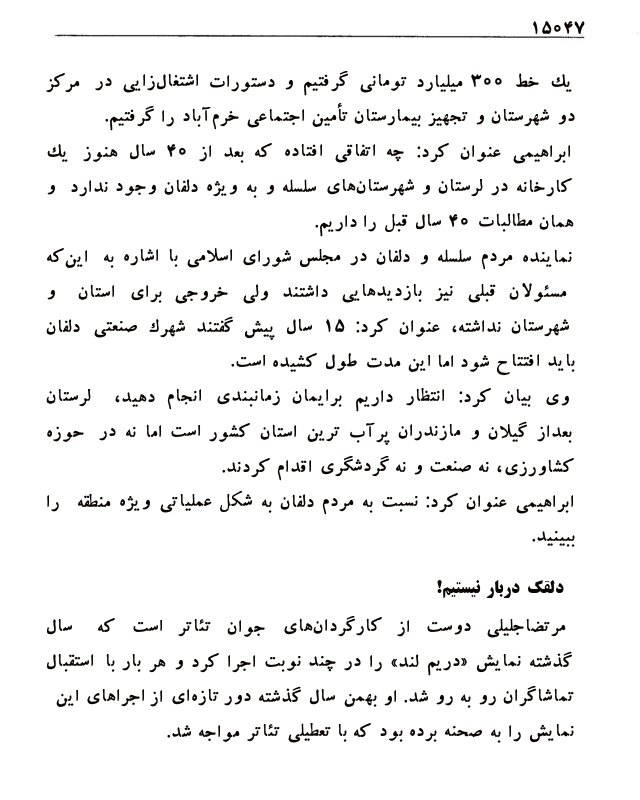 ۱۵۰۴۷
یك خط ۳۰۰ میلیارد تومانی گرفتیم و دستورات اشتغال‌زایی در مرکز
دو شهرستان و تجهیز بیمارستان تأمین اجتماعی خرم‌آباد را گرفتیم.
ابراهیمی عنوان کرد: چه اتفاقی افتاده که بعد از ۴۰ سال هنوز یك
کارخانه در لرستان و شهرستان‌های سلسله و به ویژه دلفان وجود ندارد و
همان مطالبات ۴۰ سال قبل را داریم.
نماینده مردم سلسله و دلفان در مجلس شورای اسلامی با اشاره به این‌که
مسئولان قبلی نیز بازدیدهایی داشتند ولی خروجی برای استان و
شهرستان نداشته، عنوان کرد: ۱۵ سال پیش گفتند شهرك صنعتی دلفان
باید افتتاح شود اما این مدت طول کشیده است.
وی بیان کرد: انتظار داریم برایمان زمانبندی انجام دهید، لرستان
بعداز گیلان و مازندران پرآب ترین استان کشور است اما نه در حوزه
کشاورزی، نه صنعت و نه گردشگری اقدام کردند.
ابراهیمی عنوان کرد: نسبت به مردم دلفان به شکل عملیاتی ویژه منطقه را
ببینید.
دلقک دربار نیستیم!
مرتضاجلیلی دوست از کارگردان‌های جوان تئاتر است که سال
گذشته نمایش «دریم لند» را در چند نوبت اجرا کرد و هر بار با استقبال
تماشاگران رو به رو شد. او بهمن سال گذشته دور تازه‌ای از اجراهای این
نمایش را به صحنه برده بود که با تعطیلی تئاتر مواجه شد.